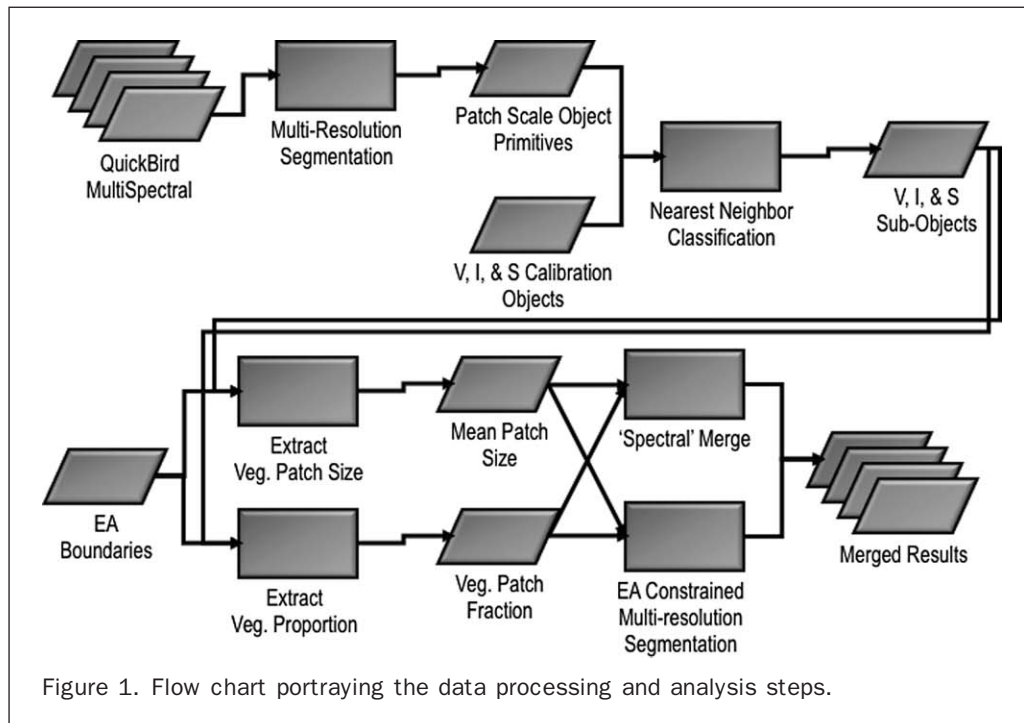 QuickBird
MultiSpectral
Multi-Resolution
Segmentation
Patch Scale Object
Primitives
V, I, & S Calibration
Objects
Nearest Neighbor
Classification
V, I, & S
Sub-Objects
EA
Boundaries
Extract
Veg. Patch Size
Extract
Veg. Proportion
Mean Patch
Size
Veg. Patch
Fraction
‘Spectral’ Merge
EA Constrained
Multi-resolution
Segmentation
Merged Results
Figure 1. Flow chart portraying the data processing and analysis steps.